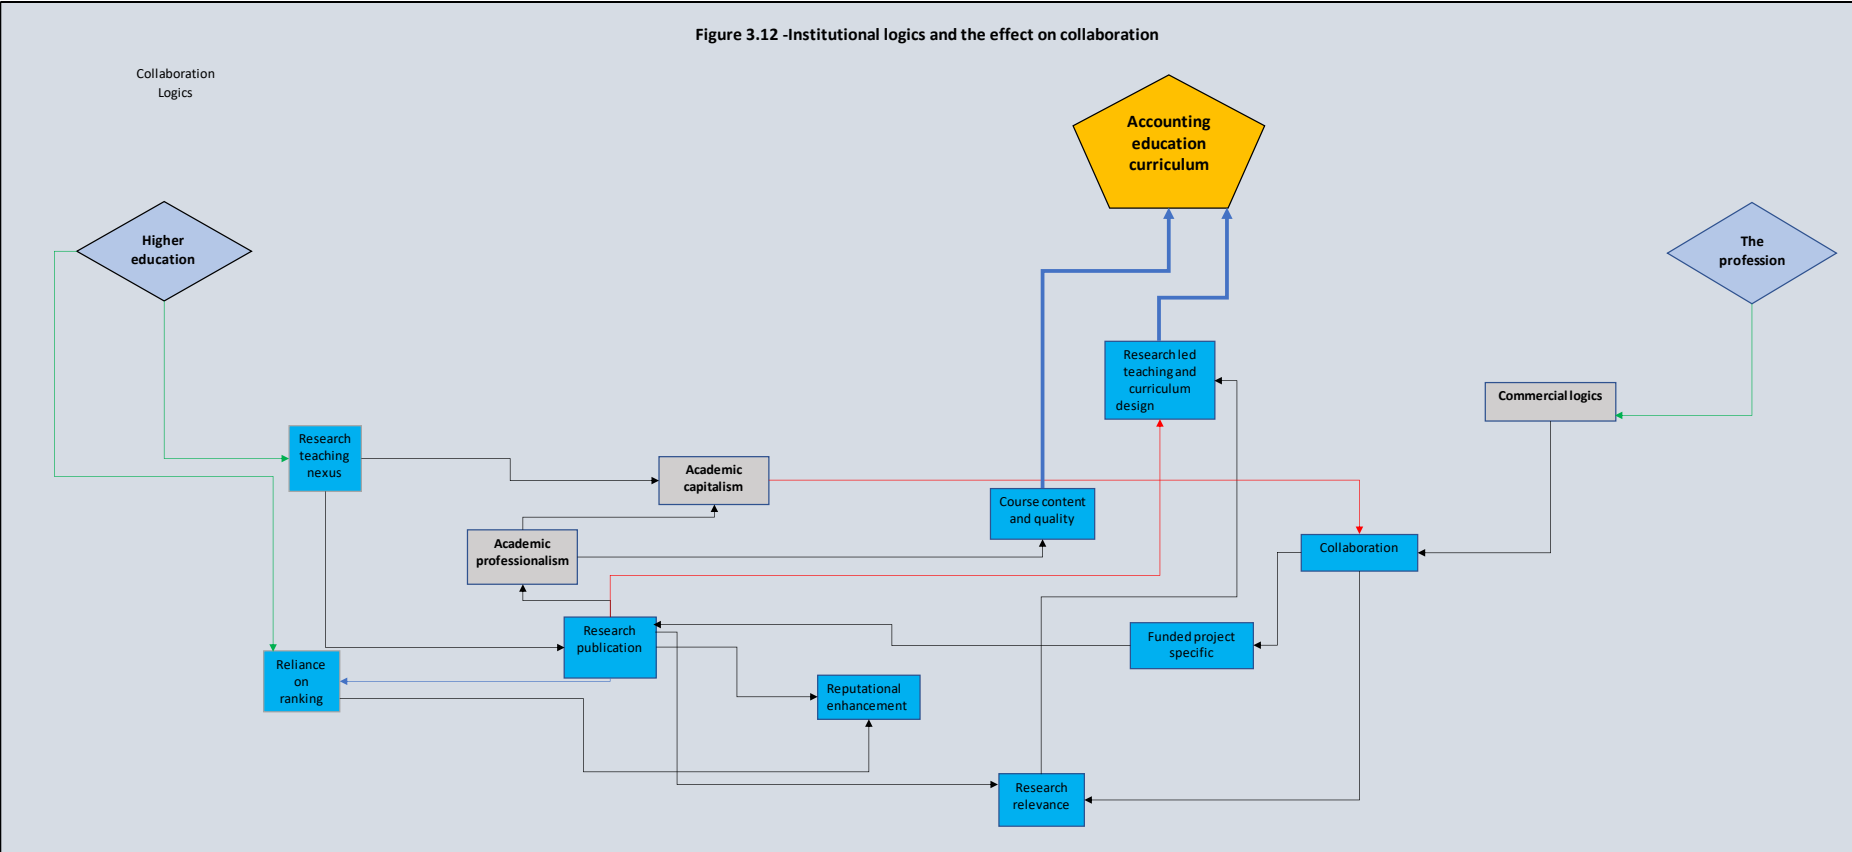 Figure 3.12 -Institutional logics and the effect on collaboration
Collaboration
Logics
Accounting
education
curriculum
Higher
education
The
profession
Research led
teaching and
curriculum
design
Commercial logics
Research
teaching
nexus
Academic
capitalism
Course content
and quality
Academic
professionalism
Collaboration
Research
publication
Funded project
specific
Reliance
on
ranking
Reputational
enhancement
Research
relevance